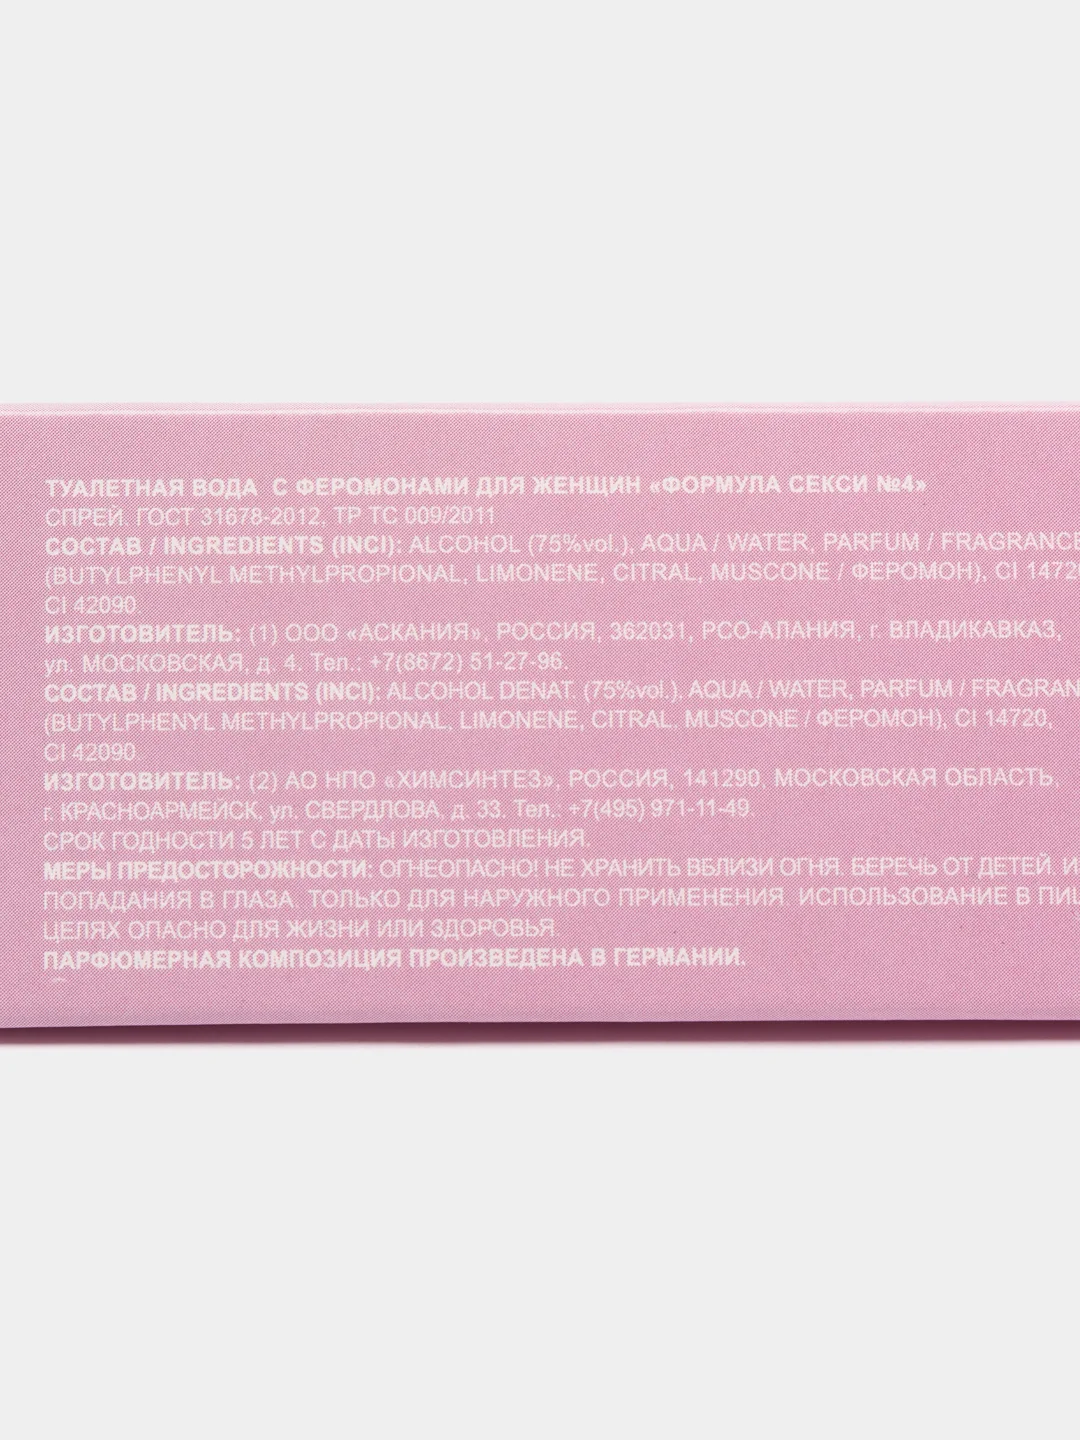 ТУАЛЕТНАЯ ВОДА С ФЕРОМОНАМИ ДЛЯ ЖЕНЩИН «ФОРМУЛА СЕКСИ №4»
СПРЕЙ. ГОСТ 31678-2012, ТР ТС 009/2011
СОСТАВ / INGREDIENTS (INCI): ALCOHOL (75%vol.), AQUA / WATER, PARFUM / FRAGRANCE
(BUTYLPHENYL METHYLPROPIONAL, LIMONENE, CITRAL, MUSCONE / ФЕРОМОН), CI 1472
CI 42090.
ИЗГОТОВИТЕЛЬ: (1) ООО «АСКАНИЯ», РОССИЯ, 362031, РСО-АЛАНИЯ, г. ВЛАДИКАВКАЗ,
ул. МОСКОВСКАЯ, д. 4. Тел.: +7(8672) 51-27-96.
СОСТАВ / INGREDIENTS (INCI): ALCOHOL DENAT. (75%vol.), AQUA / WATER, PARFUM / FRAGRAN
(BUTYLPHENYL METHYLPROPIONAL, LIMONENE, CITRAL, MUSCONE / ФЕРОМОН), CI 14720,
CI 42090.
ИЗГОТОВИТЕЛЬ: (2) АО НПО «ХИМСИНТЕЗ», РОССИЯ, 141290, МОСКОВСКАЯ ОБЛАСТЬ,
г. КРАСНОАРМЕЙСК, ул. СВЕРДЛОВА, д. 33. Тел.: +7(495) 971-11-49.
СРОК ГОДНОСТИ 5 ЛЕТ С ДАТЫ ИЗГОТОВЛЕНИЯ.
МЕРЫ ПРЕДОСТОРОЖНОСТИ: ОГНЕОПАСНО! НЕ ХРАНИТЬ ВБЛИЗИ ОГНЯ. БЕРЕЧЬ ОТ ДЕТЕЙ. И
ПОПАДАНИЯ В ГЛАЗА. ТОЛЬКО ДЛЯ НАРУЖНОГО ПРИМЕНЕНИЯ. ИСПОЛЬЗОВАНИЕ В ПИ
ЦЕЛЯХ ОПАСНО ДЛЯ ЖИЗНИ ИЛИ ЗДОРОВЬЯ.
ПАРФЮМЕРНАЯ КОМПОЗИЦИЯ ПРОИЗВЕДЕНА В ГЕРМАНИИ.